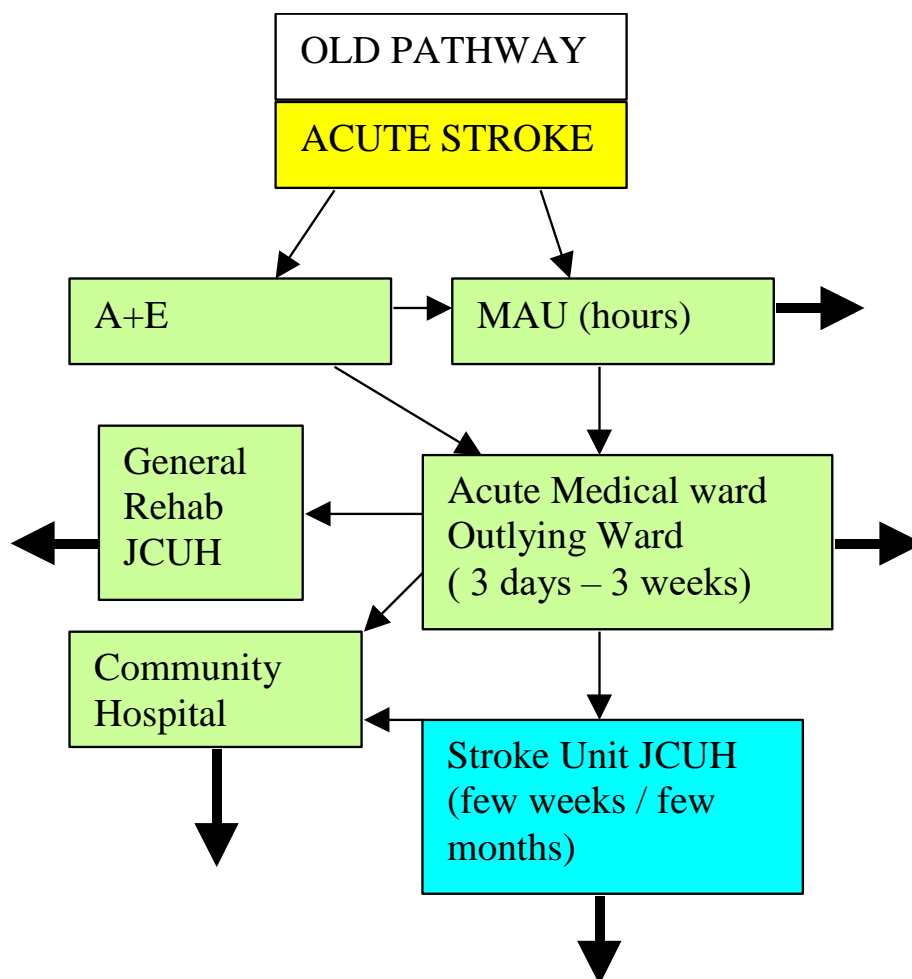 OLD PATHWAY
ACUTE STROKE
A+E
MAU (hours)
General
Rehab
JCUH
Acute Medical ward
Outlying Ward
( 3 days – 3 weeks)
Community
Hospital
Stroke Unit JCUH
(few weeks / few
months)